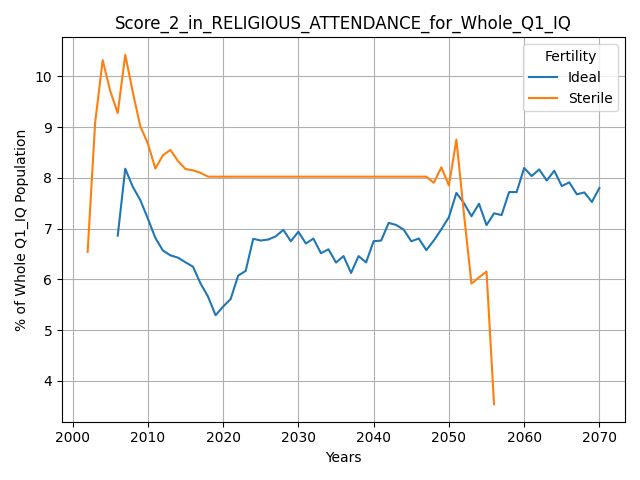 Score_2_in_RELIGIOUS_ATTENDANCE_for_Whole_Q1_IQ
Fertility
Ideal
Sterile
% of Whole Q1_IQ Population
10
9
8
7
6
5
4
2000 2010 2020 2030 2040 2050 2060 2070
Years